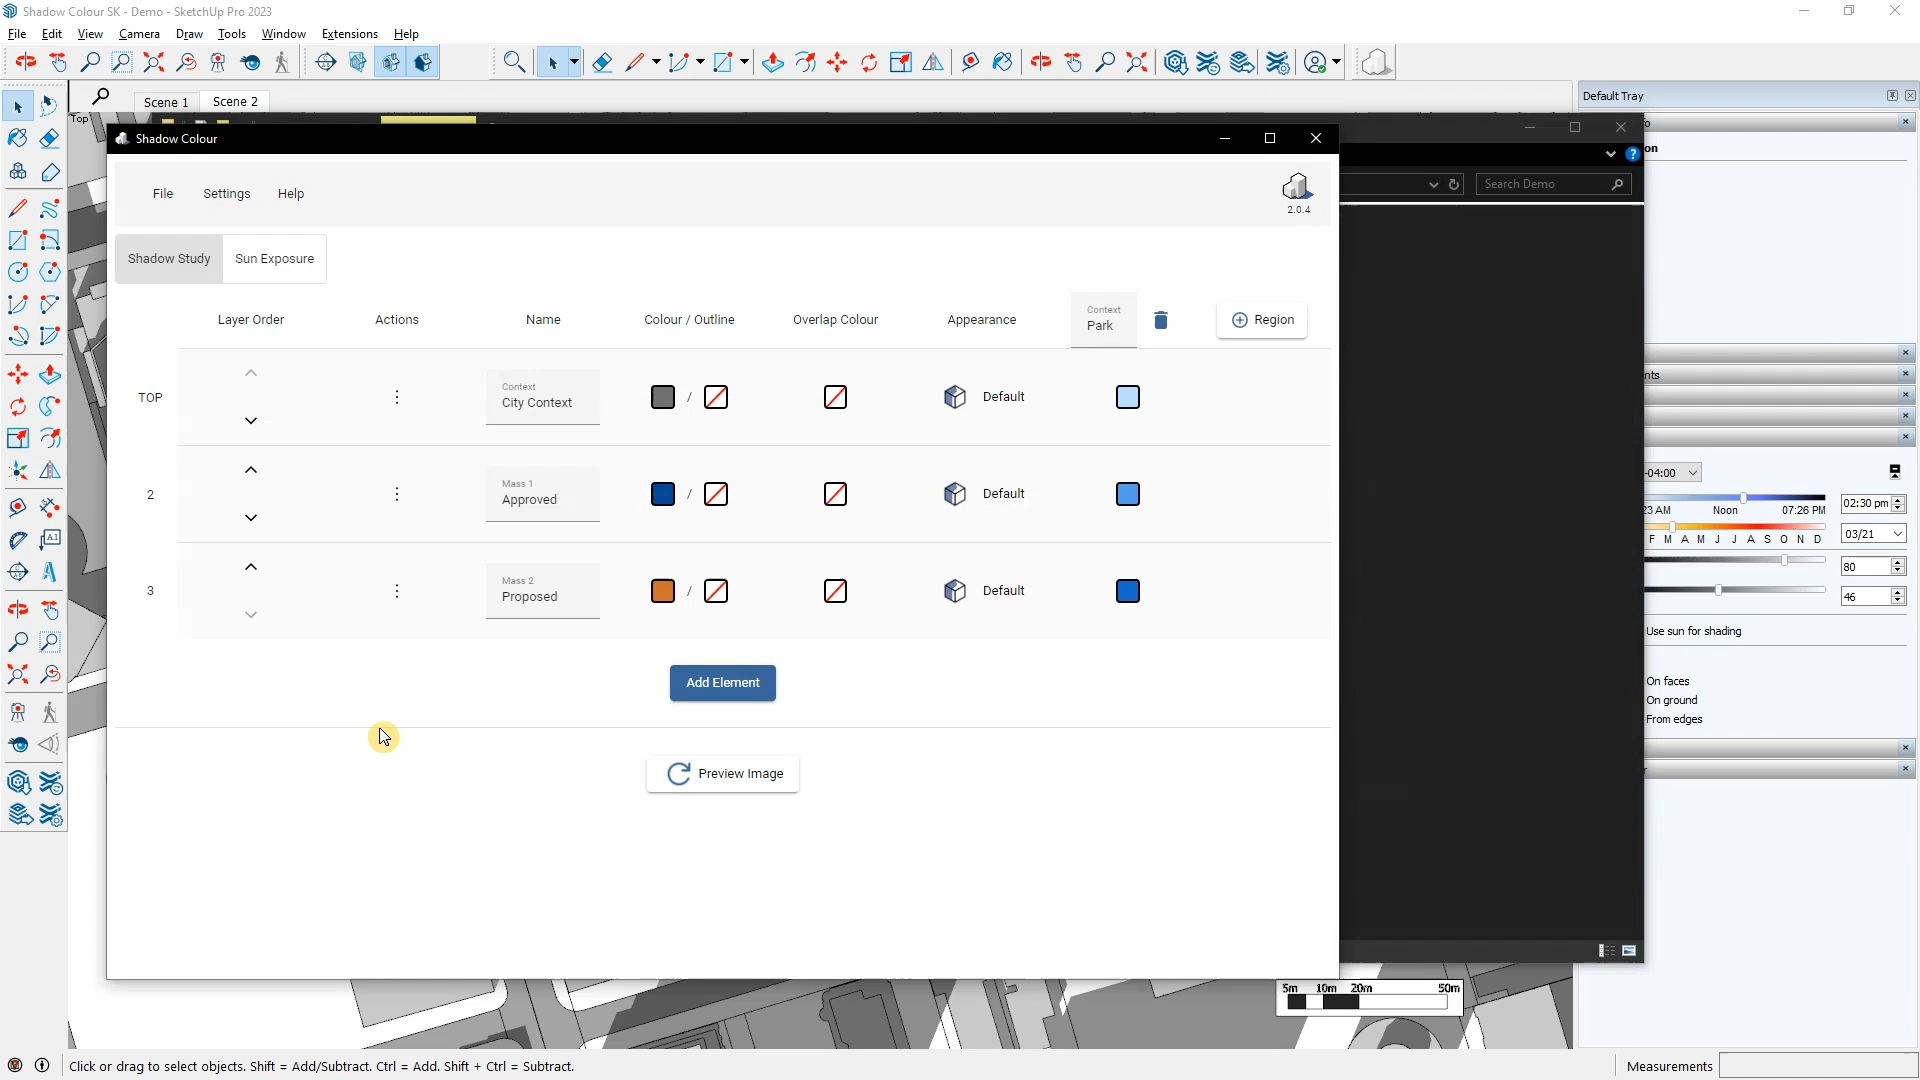 Shadow Colour SK - Demo - SketchUp Pro 2023
File Edit View Camera Draw Tools Window Extensions Help
Scene 1 Scene 2
Default Tray
Top
Shadow Colour
on
File Settings Help
2.0.4
Search Demo
Shadow Study Sun Exposure
Layer Order Actions Name Colour / Outline Overlap Colour Appearance Context Park Region
TOP Context City Context / Default
2 Mass 1 Approved / Default
3 Mass 2 Proposed / Default
Add Element
Preview Image
nts
-04:00
02:30 pm
23 AM Noon 07:26 PM
03/21
F M A M J J A S O N D
80
46
Use sun for shading
On faces
On ground
From edges
5m 10m 20m 50m
Click or drag to select objects. Shift = Add/Subtract. Ctrl = Add. Shift + Ctrl = Subtract.
Measurements